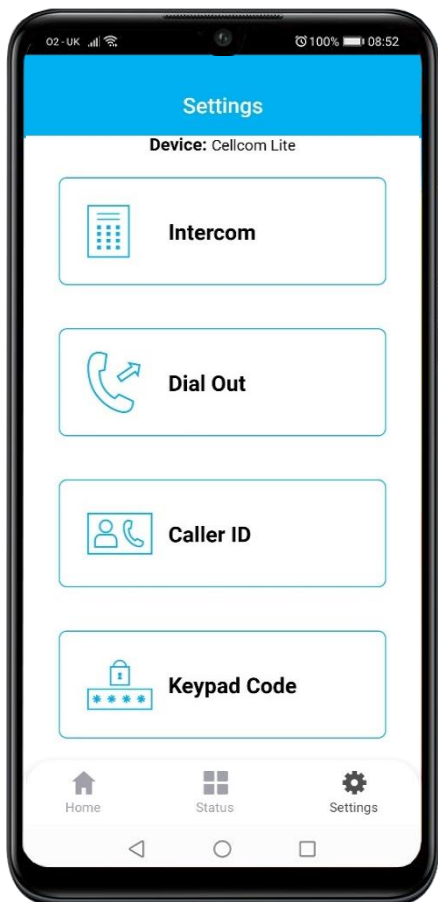 O2 - UK 100% 08:52
Settings
Device: Cellcom Lite
Intercom
Dial Out
Caller ID
* * * *
Keypad Code
Home Status Settings